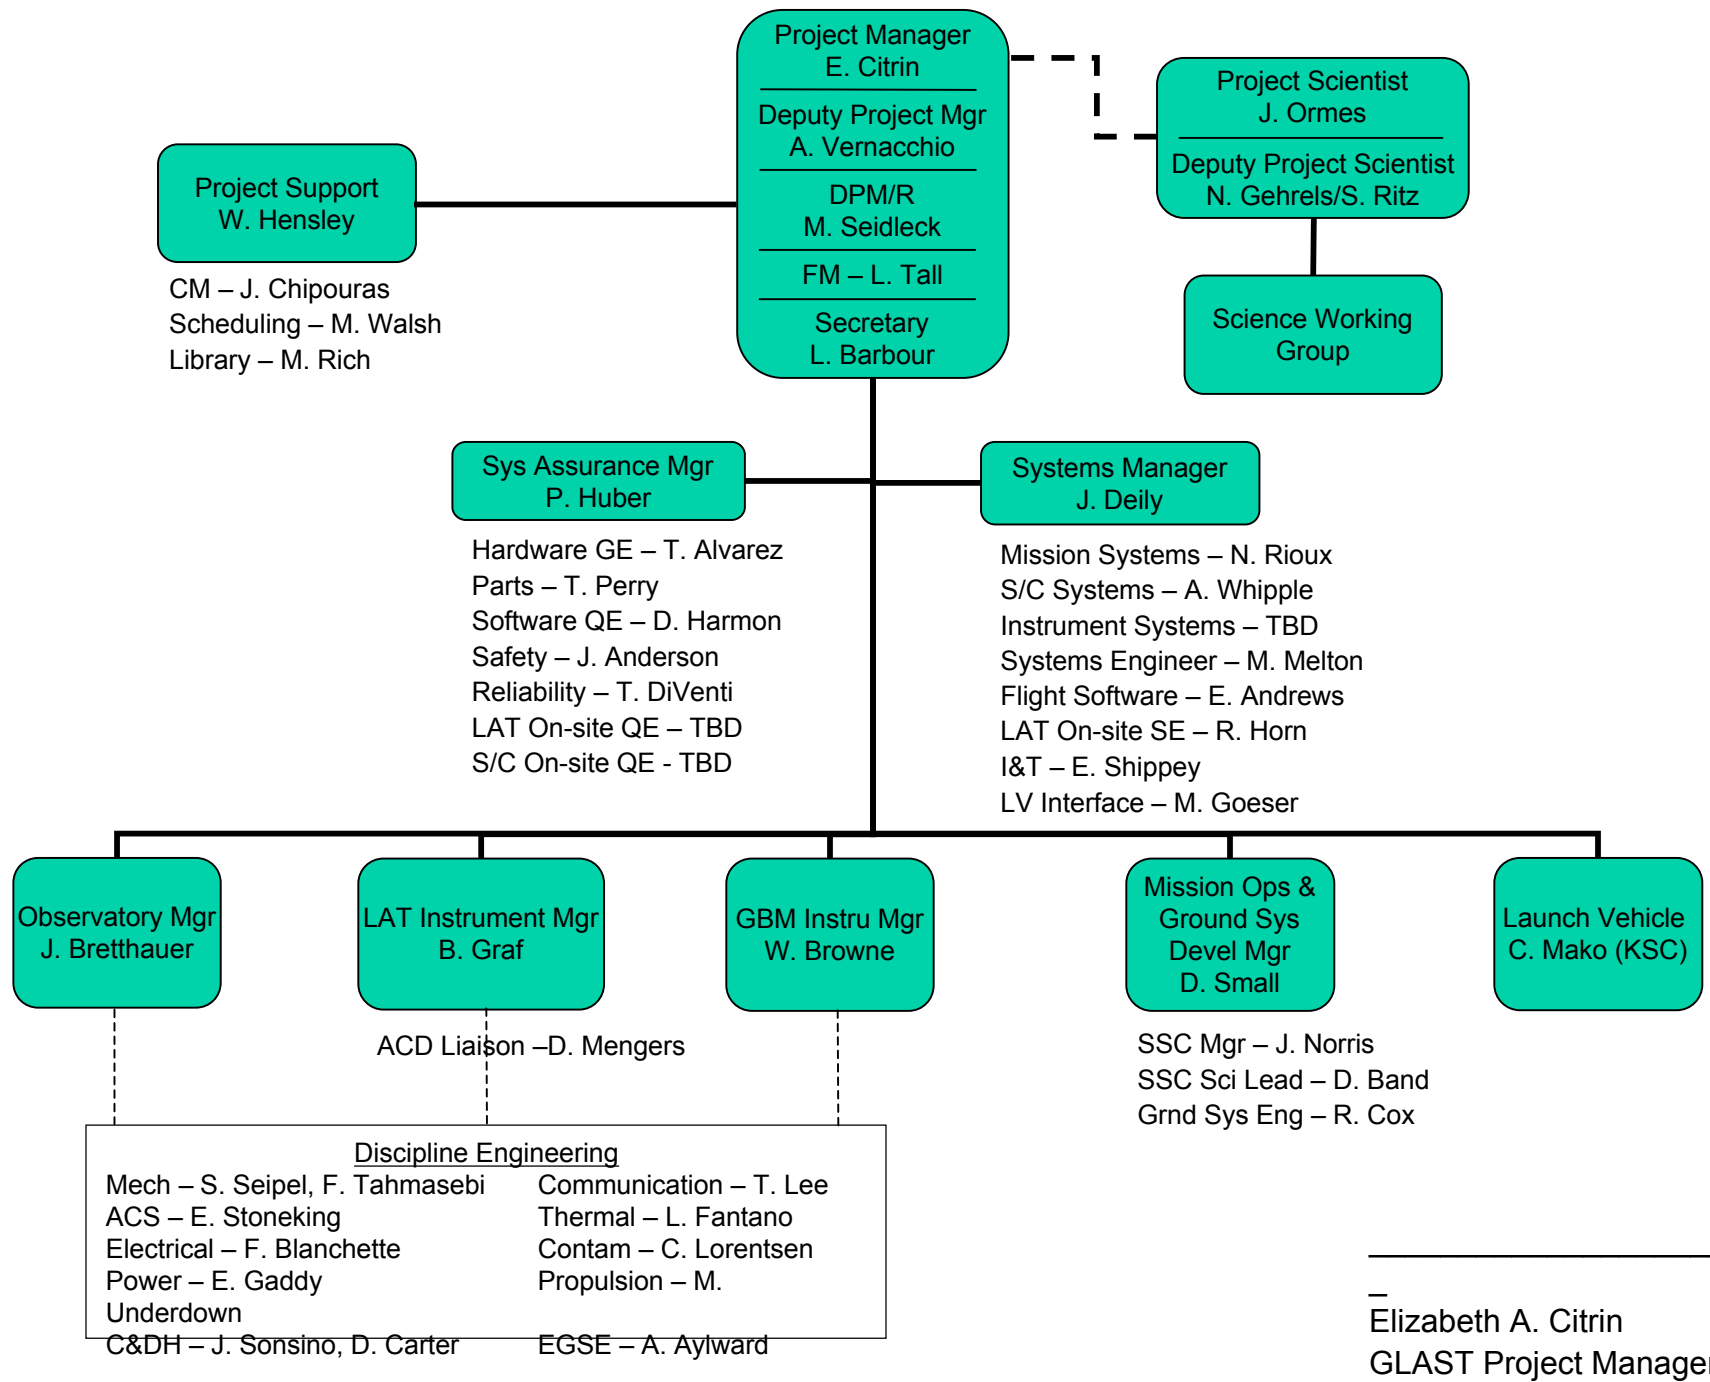 Project Manager
E. Citrin
Deputy Project Mgr
A. Vernacchio
DPM/R
M. Seidleck
FM – L. Tall
Secretary
L. Barbour
Project Scientist
J. Ormes
Deputy Project Scientist
N. Gehrels/S. Ritz
Science Working
Group
Project Support
W. Hensley
CM – J. Chipouras
Scheduling – M. Walsh
Library – M. Rich
Sys Assurance Mgr
P. Huber
Hardware GE – T. Alvarez
Parts – T. Perry
Software QE – D. Harmon
Safety – J. Anderson
Reliability – T. DiVenti
LAT On-site QE – TBD
S/C On-site QE - TBD
Systems Manager
J. Deily
Mission Systems – N. Rioux
S/C Systems – A. Whipple
Instrument Systems – TBD
Systems Engineer – M. Melton
Flight Software – E. Andrews
LAT On-site SE – R. Horn
I&T – E. Shippey
LV Interface – M. Goeser
Observatory Mgr
J. Bretthauer
LAT Instrument Mgr
B. Graf
ACD Liaison –D. Mengers
GBM Instru Mgr
W. Browne
Mission Ops &
Ground Sys
Devel Mgr
D. Small
SSC Mgr – J. Norris
SSC Sci Lead – D. Band
Grnd Sys Eng – R. Cox
Launch Vehicle
C. Mako (KSC)
Discipline Engineering
Mech – S. Seipel, F. Tahmasebi Communication – T. Lee
ACS – E. Stoneking Thermal – L. Fantano
Electrical – F. Blanchette Contam – C. Lorentsen
Power – E. Gaddy Propulsion – M.
Underdown
C&DH – J. Sonsino, D. Carter EGSE – A. Aylward
Elizabeth A. Citrin
GLAST Project Manager